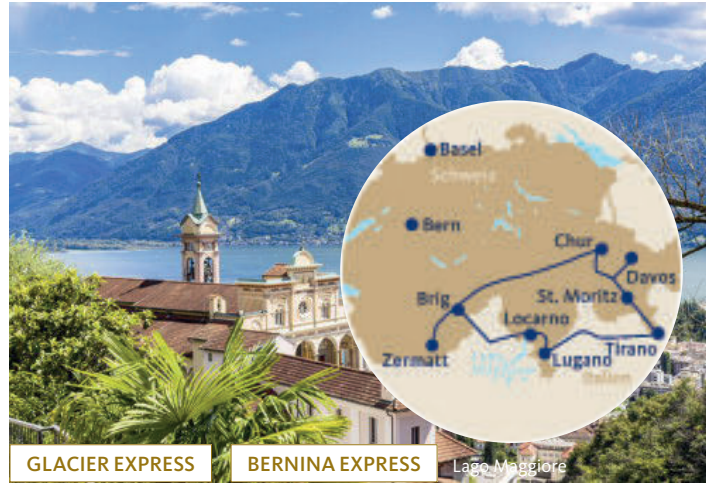 Basel
Schweiz
Bern
Chur
Davos
Brig
St. Moritz
Locarno
Zermatt
Lugano
Tirano
Italien
GLACIER EXPRESS
BERNINA EXPRESS
Lago Maggiore